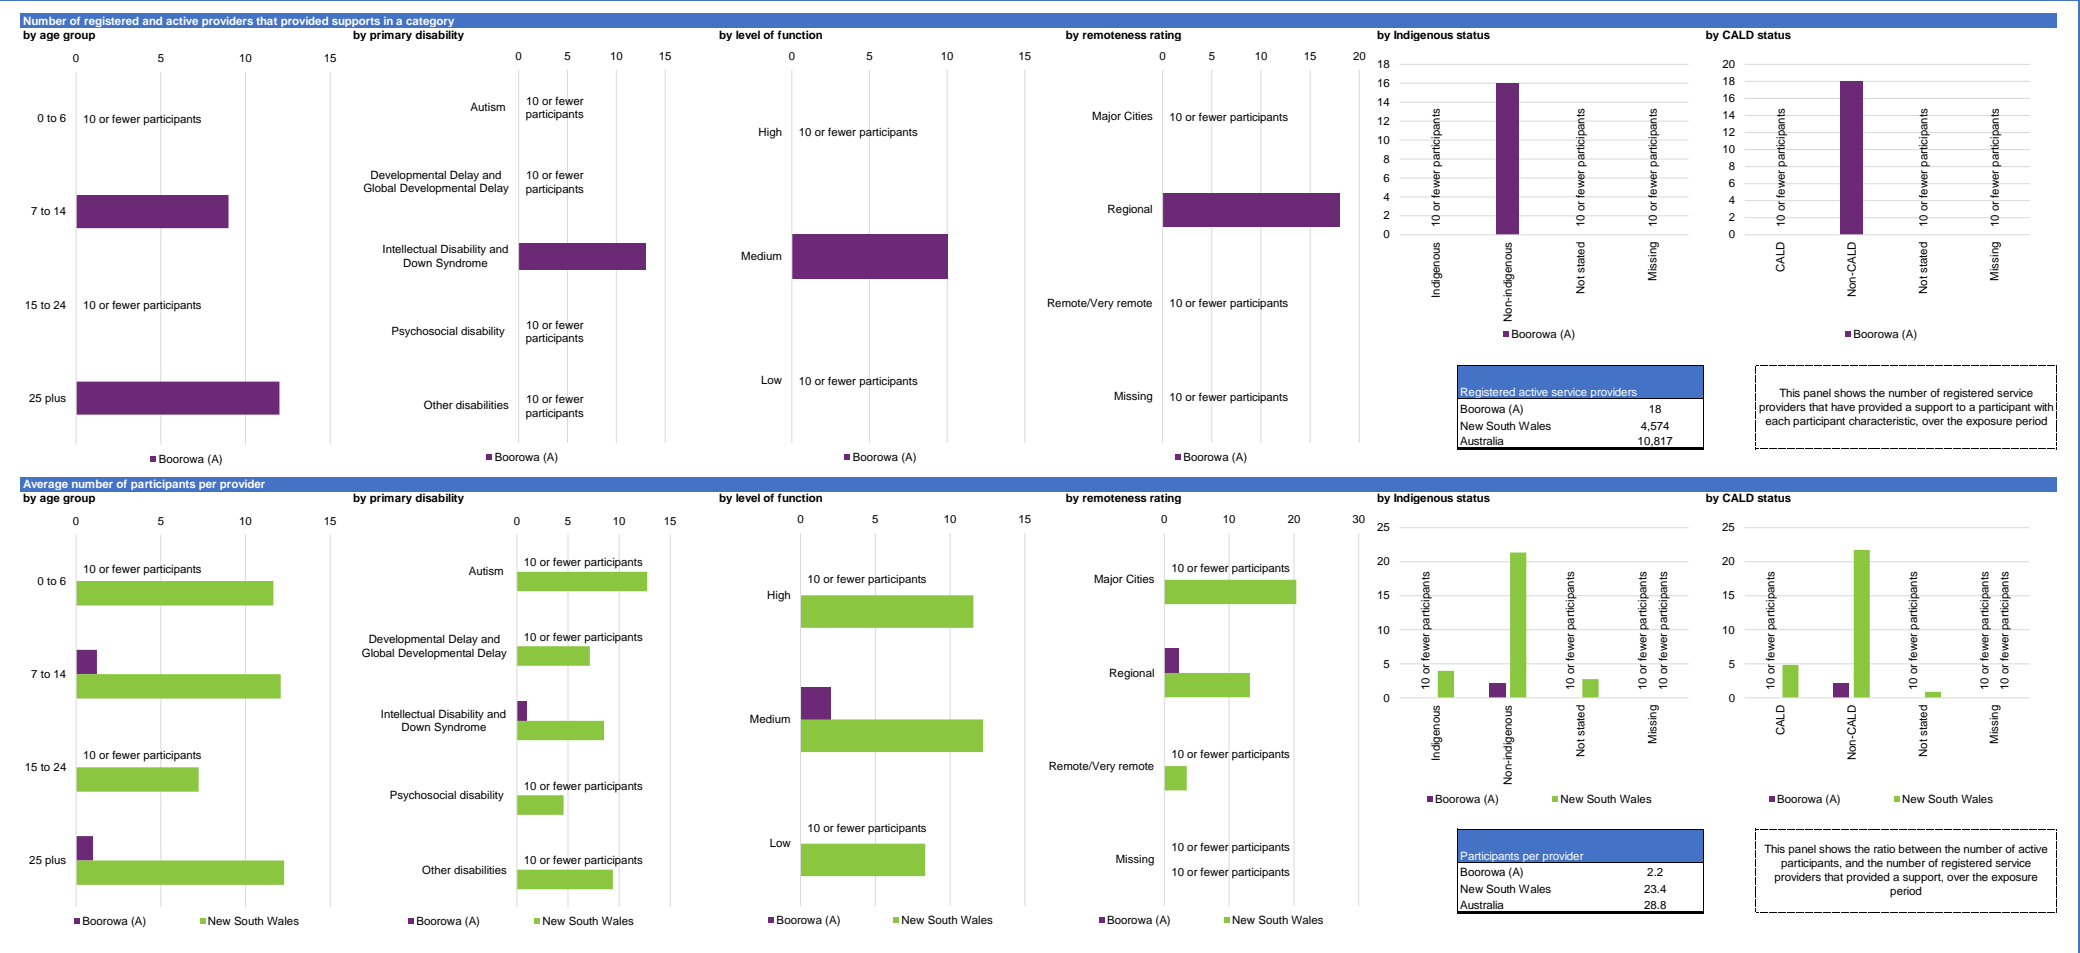 Number of registered and active providers that provided supports in a category
by age group
0 5 10 15
0 to 6
10 or fewer participants
7 to 14
15 to 24
10 or fewer participants
25 plus
Boorowa (A)
by primary disability
0 5 10 15
Autism
10 or fewer
participants
Developmental Delay and
Global Developmental Delay
10 or fewer
participants
Intellectual Disability and
Down Syndrome
Psychosocial disability
10 or fewer
participants
Other disabilities
10 or fewer
participants
Boorowa (A)
by level of function
0 5 10 15
High
10 or fewer participants
Medium
Low
10 or fewer participants
Boorowa (A)
by remoteness rating
0 5 10 15 20
Major Cities
10 or fewer participants
Regional
Remote/Very remote
10 or fewer participants
Missing
10 or fewer participants
Boorowa (A)
by Indigenous status
18
16
14
12
10
8
6
4
2
0
10 or fewer participants
10 or fewer participants
10 or fewer participants
Indigenous
Non-indigenous
Not stated
Missing
Boorowa (A)
by CALD status
20
18
16
14
12
10
8
6
4
2
0
10 or fewer participants
10 or fewer participants
10 or fewer participants
CALD
Non-CALD
Not stated
Missing
Boorowa (A)
Registered active service providers
Boorowa (A) 18
New South Wales 4,574
Australia 10,817
This panel shows the number of registered service
providers that have provided a support to a participant with
each participant characteristic, over the exposure period
Average number of participants per provider
by age group
0 5 10 15
0 to 6
10 or fewer participants
7 to 14
15 to 24
10 or fewer participants
25 plus
Boorowa (A) New South Wales
by primary disability
0 5 10 15
Autism
10 or fewer participants
Developmental Delay and
Global Developmental Delay
10 or fewer participants
Intellectual Disability and
Down Syndrome
Psychosocial disability
10 or fewer participants
Other disabilities
10 or fewer participants
Boorowa (A) New South Wales
by level of function
0 5 10 15
High
10 or fewer participants
Medium
Low
10 or fewer participants
Boorowa (A) New South Wales
by remoteness rating
0 10 20 30
Major Cities
10 or fewer participants
Regional
Remote/Very remote
10 or fewer participants
Missing
10 or fewer participants
10 or fewer participants
Boorowa (A) New South Wales
by Indigenous status
25
20
15
10
5
0
10 or fewer participants
10 or fewer participants
10 or fewer participants
10 or fewer participants
Indigenous
Non-indigenous
Not stated
Missing
Boorowa (A) New South Wales
by CALD status
25
20
15
10
5
0
10 or fewer participants
10 or fewer participants
10 or fewer participants
10 or fewer participants
CALD
Non-CALD
Not stated
Missing
Boorowa (A) New South Wales
Participants per provider
Boorowa (A) 2.2
New South Wales 23.4
Australia 28.8
This panel shows the ratio between the number of active
participants, and the number of registered service
providers that provided a support, over the exposure
period